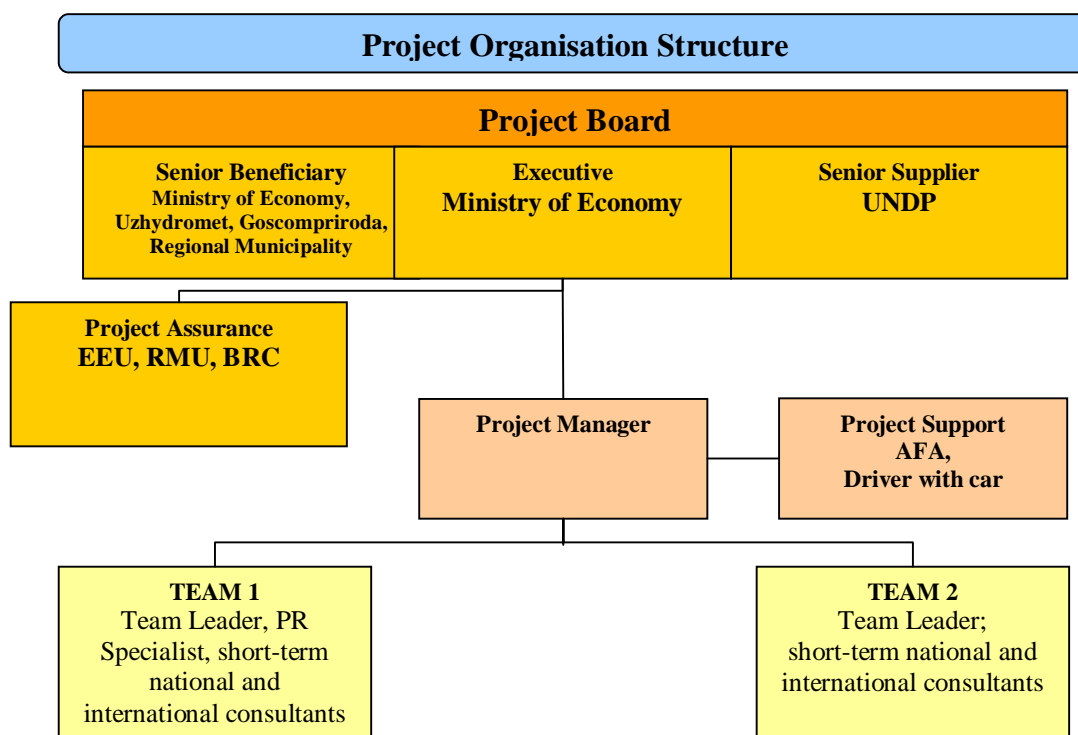 Project Organisation Structure
Project Board
Senior Beneficiary
Ministry of Economy,
Uzhydromet, Goscompriroda,
Regional Municipality
Executive
Ministry of Economy
Senior Supplier
UNDP
Project Assurance
EEU, RMU, BRC
Project Manager
Project Support
AFA,
Driver with car
TEAM 1
Team Leader, PR
Specialist, short-term
national and
international consultants
TEAM 2
Team Leader;
short-term national and
international consultants